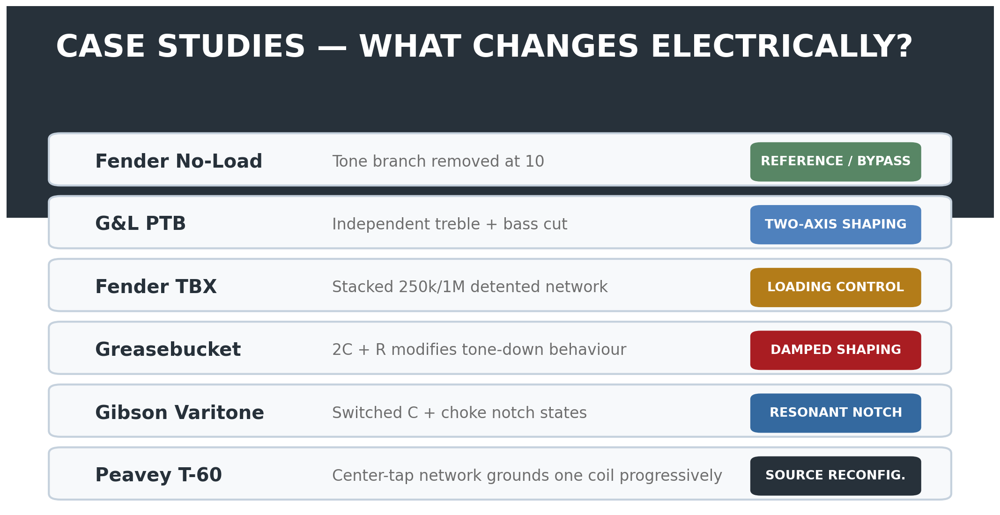 CASE STUDIES — WHAT CHANGES ELECTRICALLY?
Fender No-Load Tone branch removed at 10 REFERENCE / BYPASS
G&L PTB Independent treble + bass cut TWO-AXIS SHAPING
Fender TBX Stacked 250k/1M detented network LOADING CONTROL
Greasebucket 2C + R modifies tone-down behaviour DAMPED SHAPING
Gibson Varitone Switched C + choke notch states RESONANT NOTCH
Peavey T-60 Center-tap network grounds one coil progressively SOURCE RECONFIG.